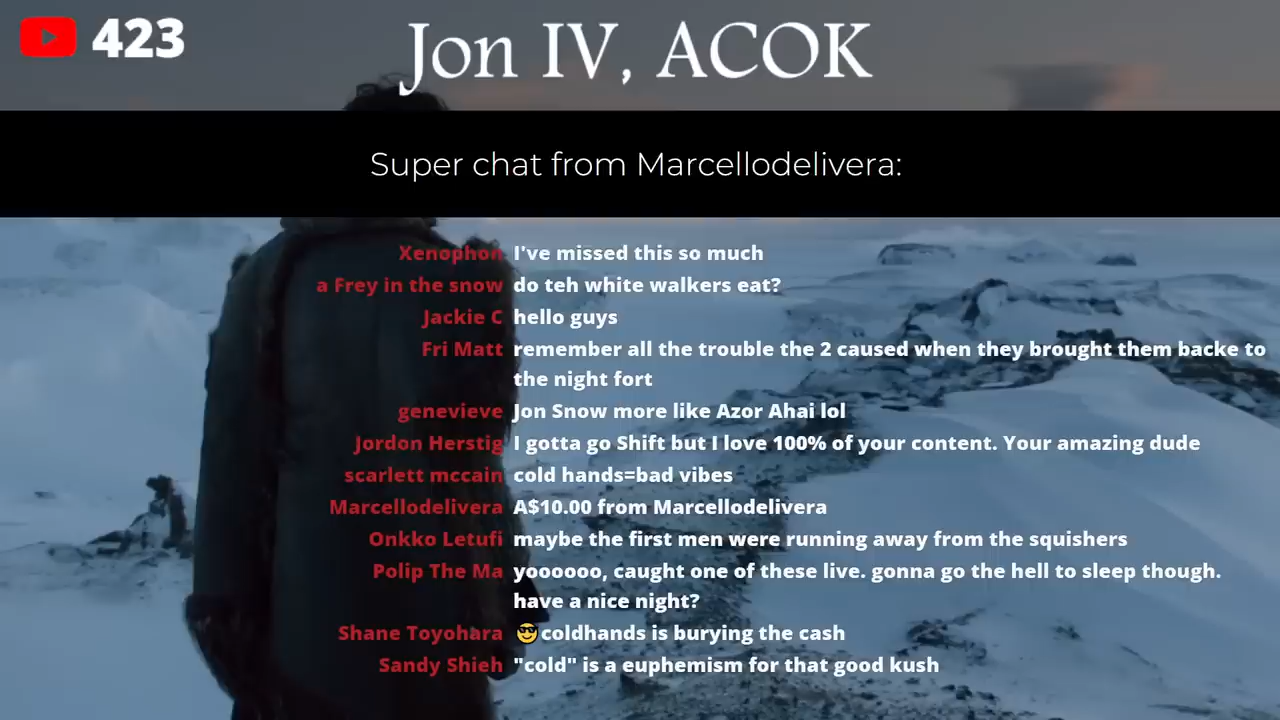 423
Jon IV, ACOK
Super chat from Marcellodelivera:
Xenophon I've missed this so much
a Frey in the snow do teh white walkers eat?
Jackie C hello guys
Fri Matt remember all the trouble the 2 caused when they brought them backe to
the night fort
genevieve Jon Snow more like Azor Ahai lol
Jordon Herstig I gotta go Shift but I love 100% of your content. Your amazing dude
scarlett mccain cold hands=bad vibes
Marcellodelivera A$10.00 from Marcellodelivera
Onkko Letufi maybe the first men were running away from the squishers
Polip The Ma yoooooo, caught one of these live. gonna go the hell to sleep though.
have a nice night?
Shane Toyohara 😎coldhands is burying the cash
Sandy Shieh "cold" is a euphemism for that good kush